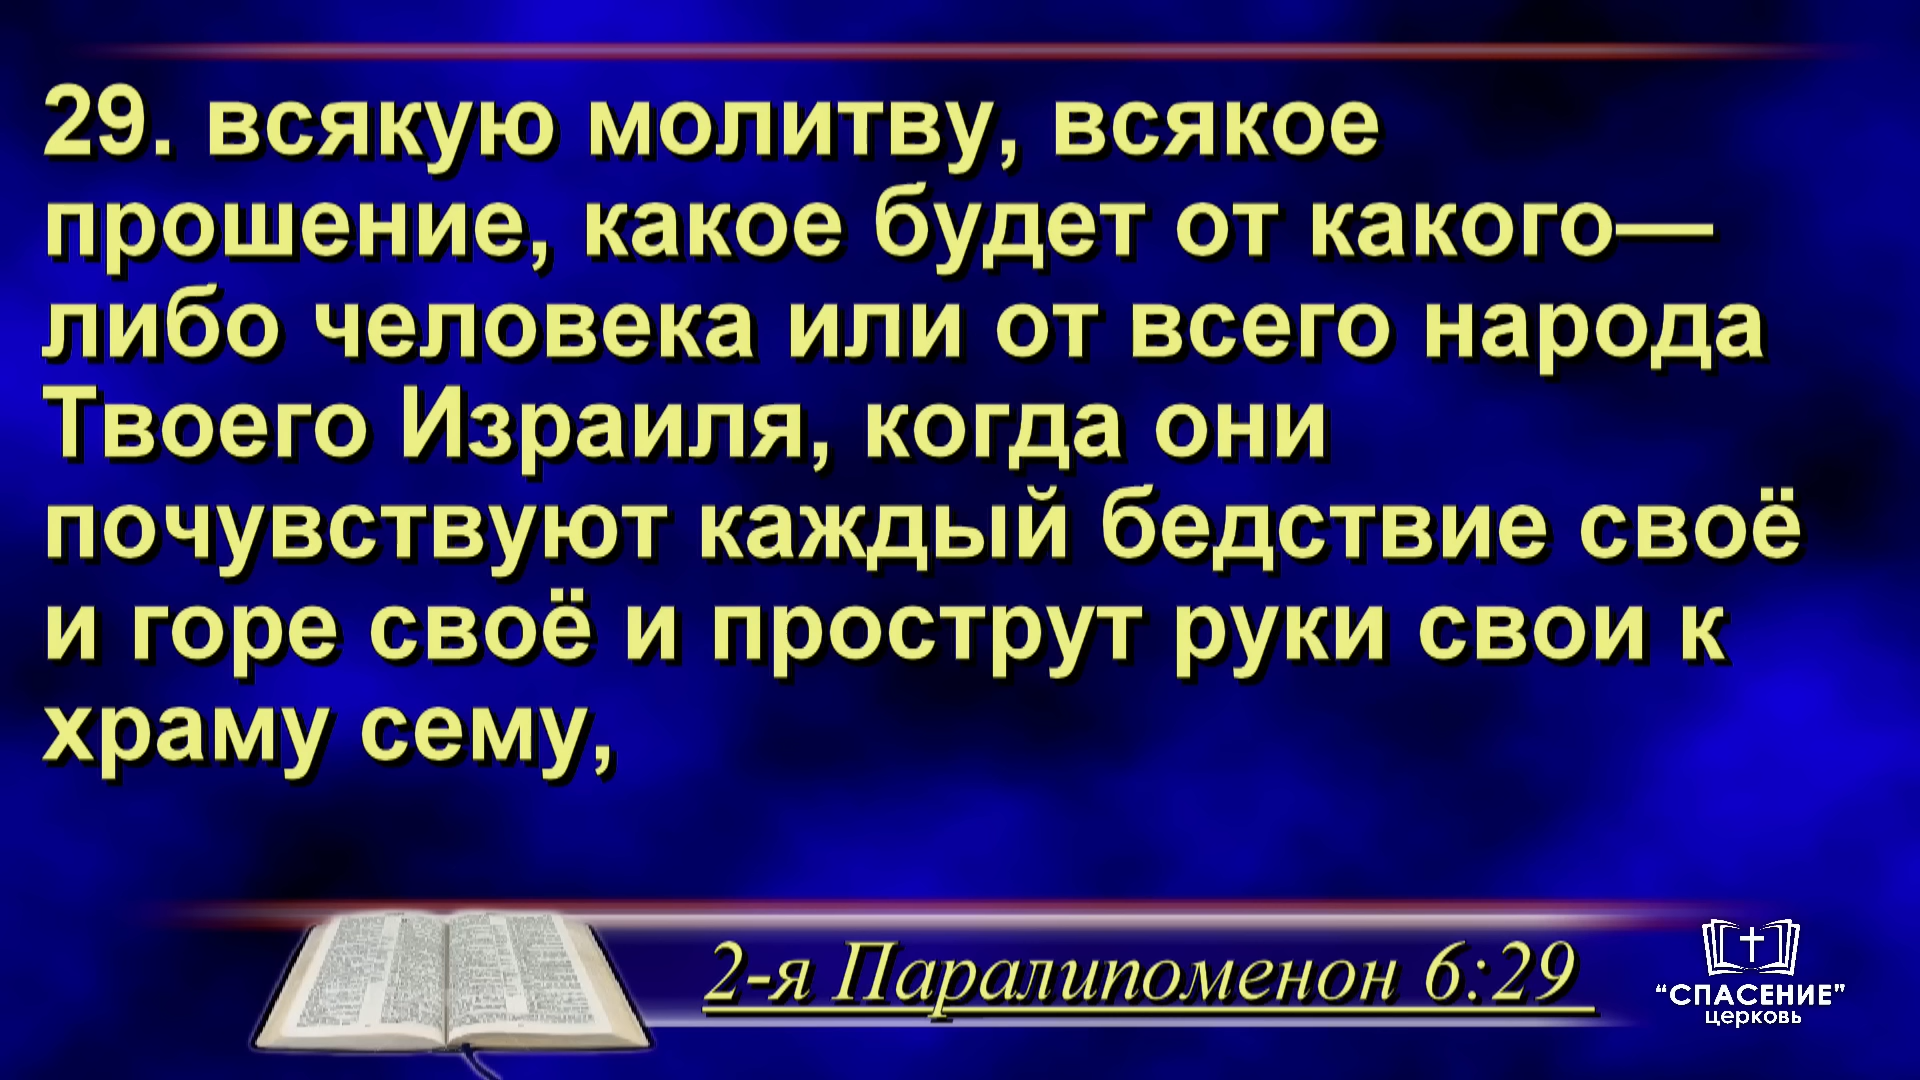 29. всякую молитву, всякое
прошение, какое будет от какого—
либо человека или от всего народа
Твоего Израиля, когда они
почувствуют каждый бедствие своё
и горе своё и прострут руки свои к
храму сему,
2-я Паралипоменон 6:29
“СПАСЕНИЕ”
церковь